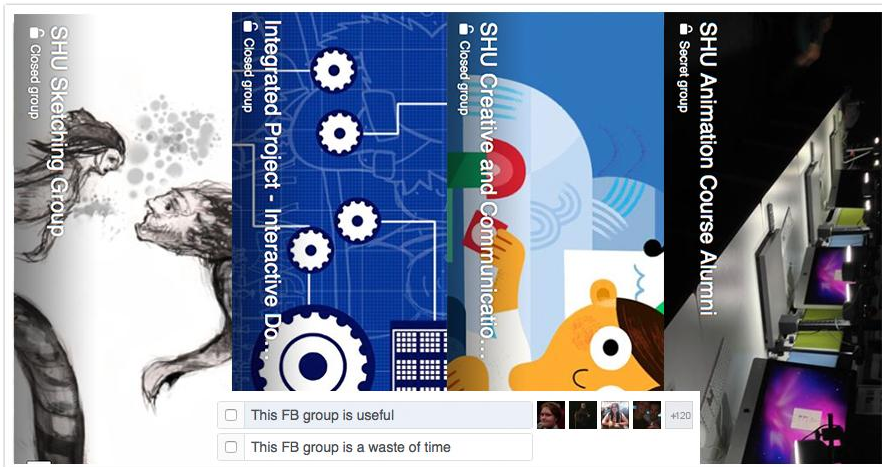 SHU Sketching Group
Closed group
Integrated Project - Interactive Do...
Closed group
SHU Creative and Communicatio...
Closed group
SHU Animation Course Alumni
Secret group
This FB group is useful
+120
This FB group is a waste of time